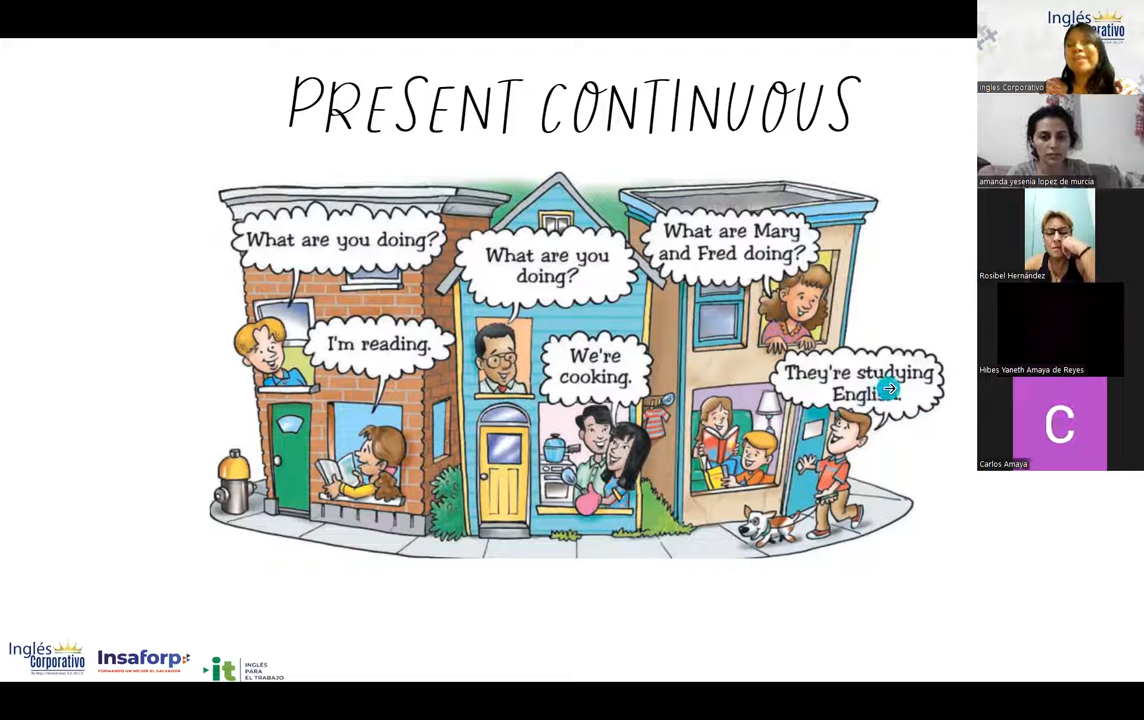 PRESENT CONTINUOUS
What are you doing?
I'm reading.
What are you
doing?
We're
cooking.
What are Mary
and Fred doing?
They're studying
Inglés
Corporativo
Insaforp
FORMANDO UN MEJOR EL SALVADOR
it
INGLÉS
PARA
EL TRABAJO
Inglés
Ingles Corporativo
amanda yesenia lopez de murcia
Rosibel Hernández
Hibes Yaneth Amaya de Reyes
C
Carlos Amaya